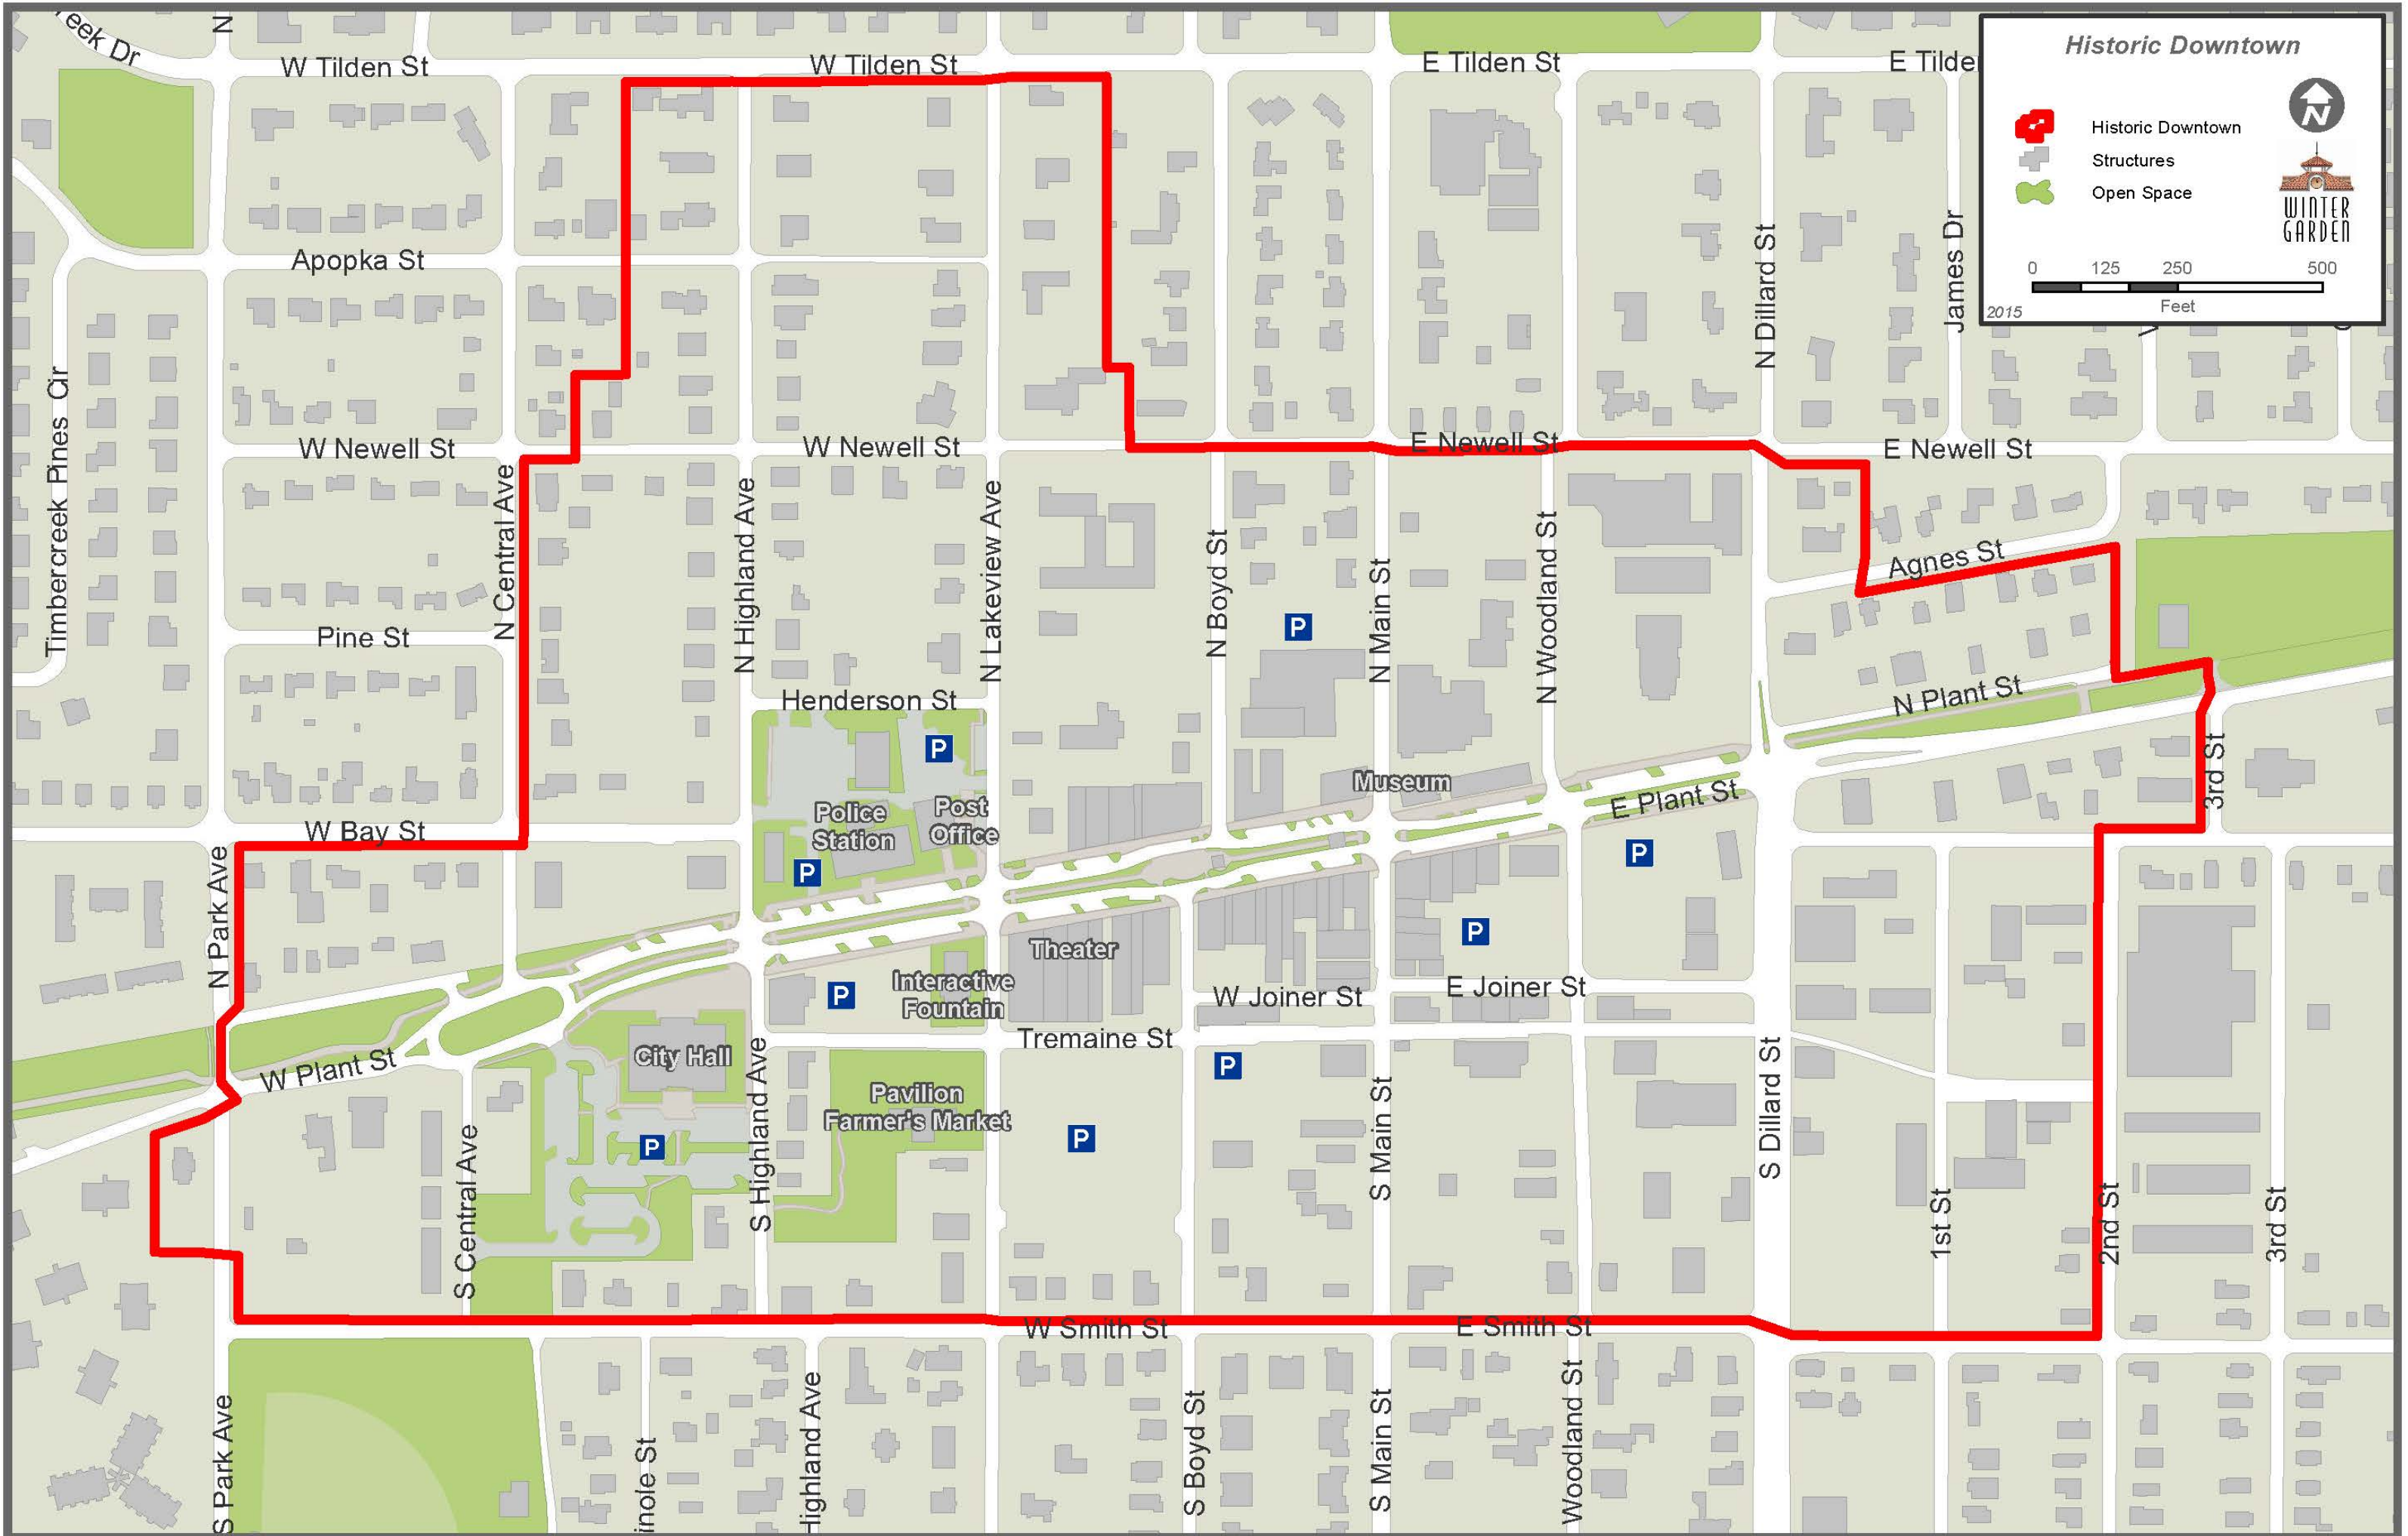 eek Dr
N
W Tilden St
W Tilden St
E Tilden St
E Tilde
Historic Downtown
N
Historic Downtown
Structures
Open Space
WINTER
GARDEN
0 125 250 500
Feet
2015
Apopka St
N Dillard St
James Dr
Timbercreek Pines Cir
W Newell St
W Newell St
E Newell St
E Newell St
N Central Ave
N Highland Ave
N Lakeview Ave
N Boyd St
N Main St
N Woodland St
Agnes St
P
Pine St
Henderson St
N Plant St
P
3rd St
Museum
E Plant St
Police
Station
Post
Office
W Bay St
P
P
N Park Ave
P
Theater
Interactive
Fountain
P
W Joiner St
E Joiner St
Tremaine St
City Hall
W Plant St
P
Pavilion
Farmer's Market
P
P
S Central Ave
S Highland Ave
S Main St
S Dillard St
1st St
2nd St
3rd St
W Smith St
E Smith St
S Park Ave
inole St
Highland Ave
S Boyd St
S Main St
Woodland St